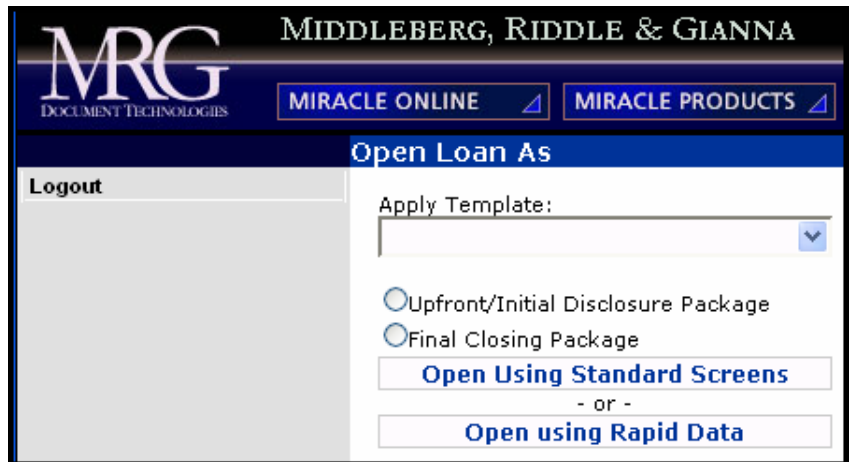 MRG
DOCUMENT TECHNOLOGIES
MIDDLEBERG, RIDDLE & GIANNA
MIRACLE ONLINE
MIRACLE PRODUCTS
Open Loan As
Logout
Apply Template:
Upfront/Initial Disclosure Package
Final Closing Package
Open Using Standard Screens
- or -
Open using Rapid Data